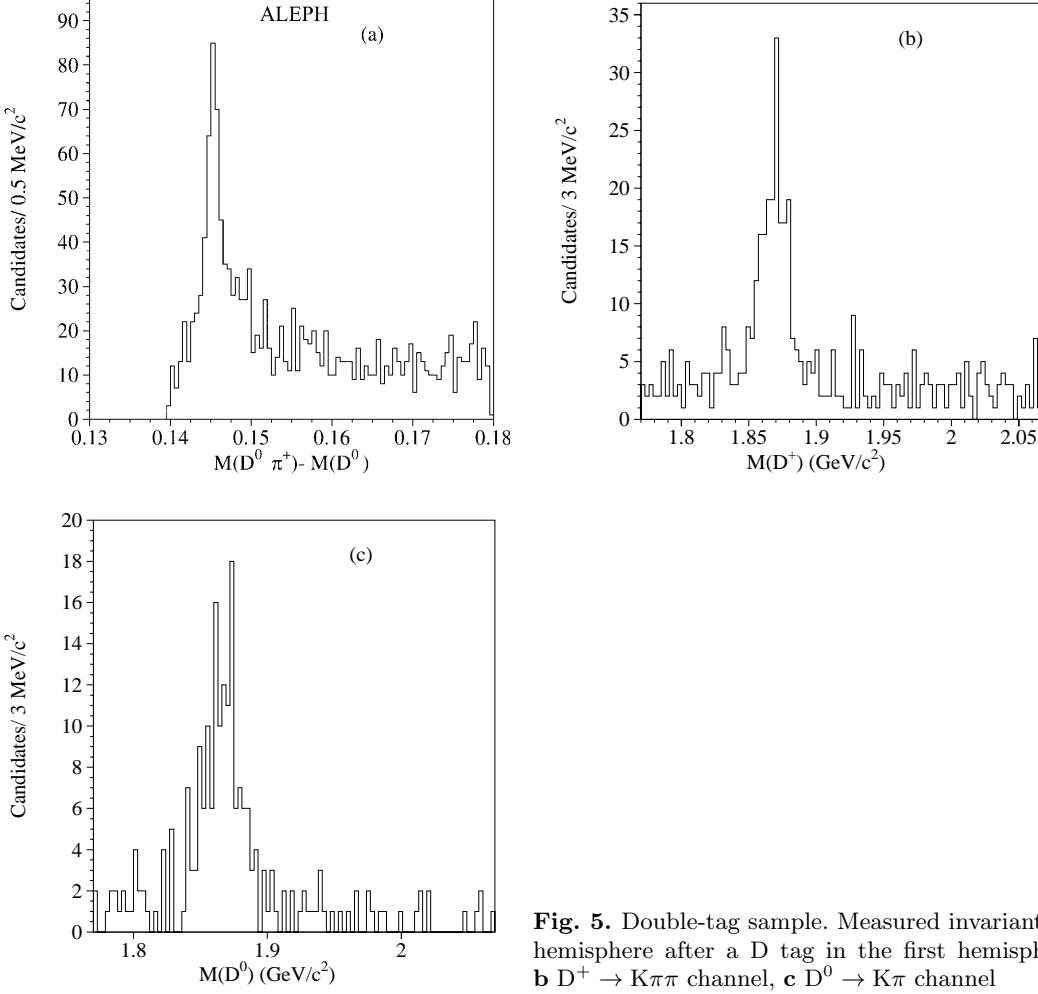 ALEPH
(a)
90
80
70
60
50
40
30
20
10
0
Candidates/ 0.5 MeV/c²
0.13 0.14 0.15 0.16 0.17 0.18
M(D⁰ π⁺)- M(D⁰ )
(b)
35
30
25
20
15
10
5
0
Candidates/ 3 MeV/c²
1.8 1.85 1.9 1.95 2 2.05
M(D⁺) (GeV/c²)
(c)
20
18
16
14
12
10
8
6
4
2
0
Candidates/ 3 MeV/c²
1.8 1.9 2
M(D⁰) (GeV/c²)
Fig. 5. Double-tag sample. Measured invariant
hemisphere after a D tag in the first hemisph
b D⁺ → Kππ channel, c D⁰ → Kπ channel